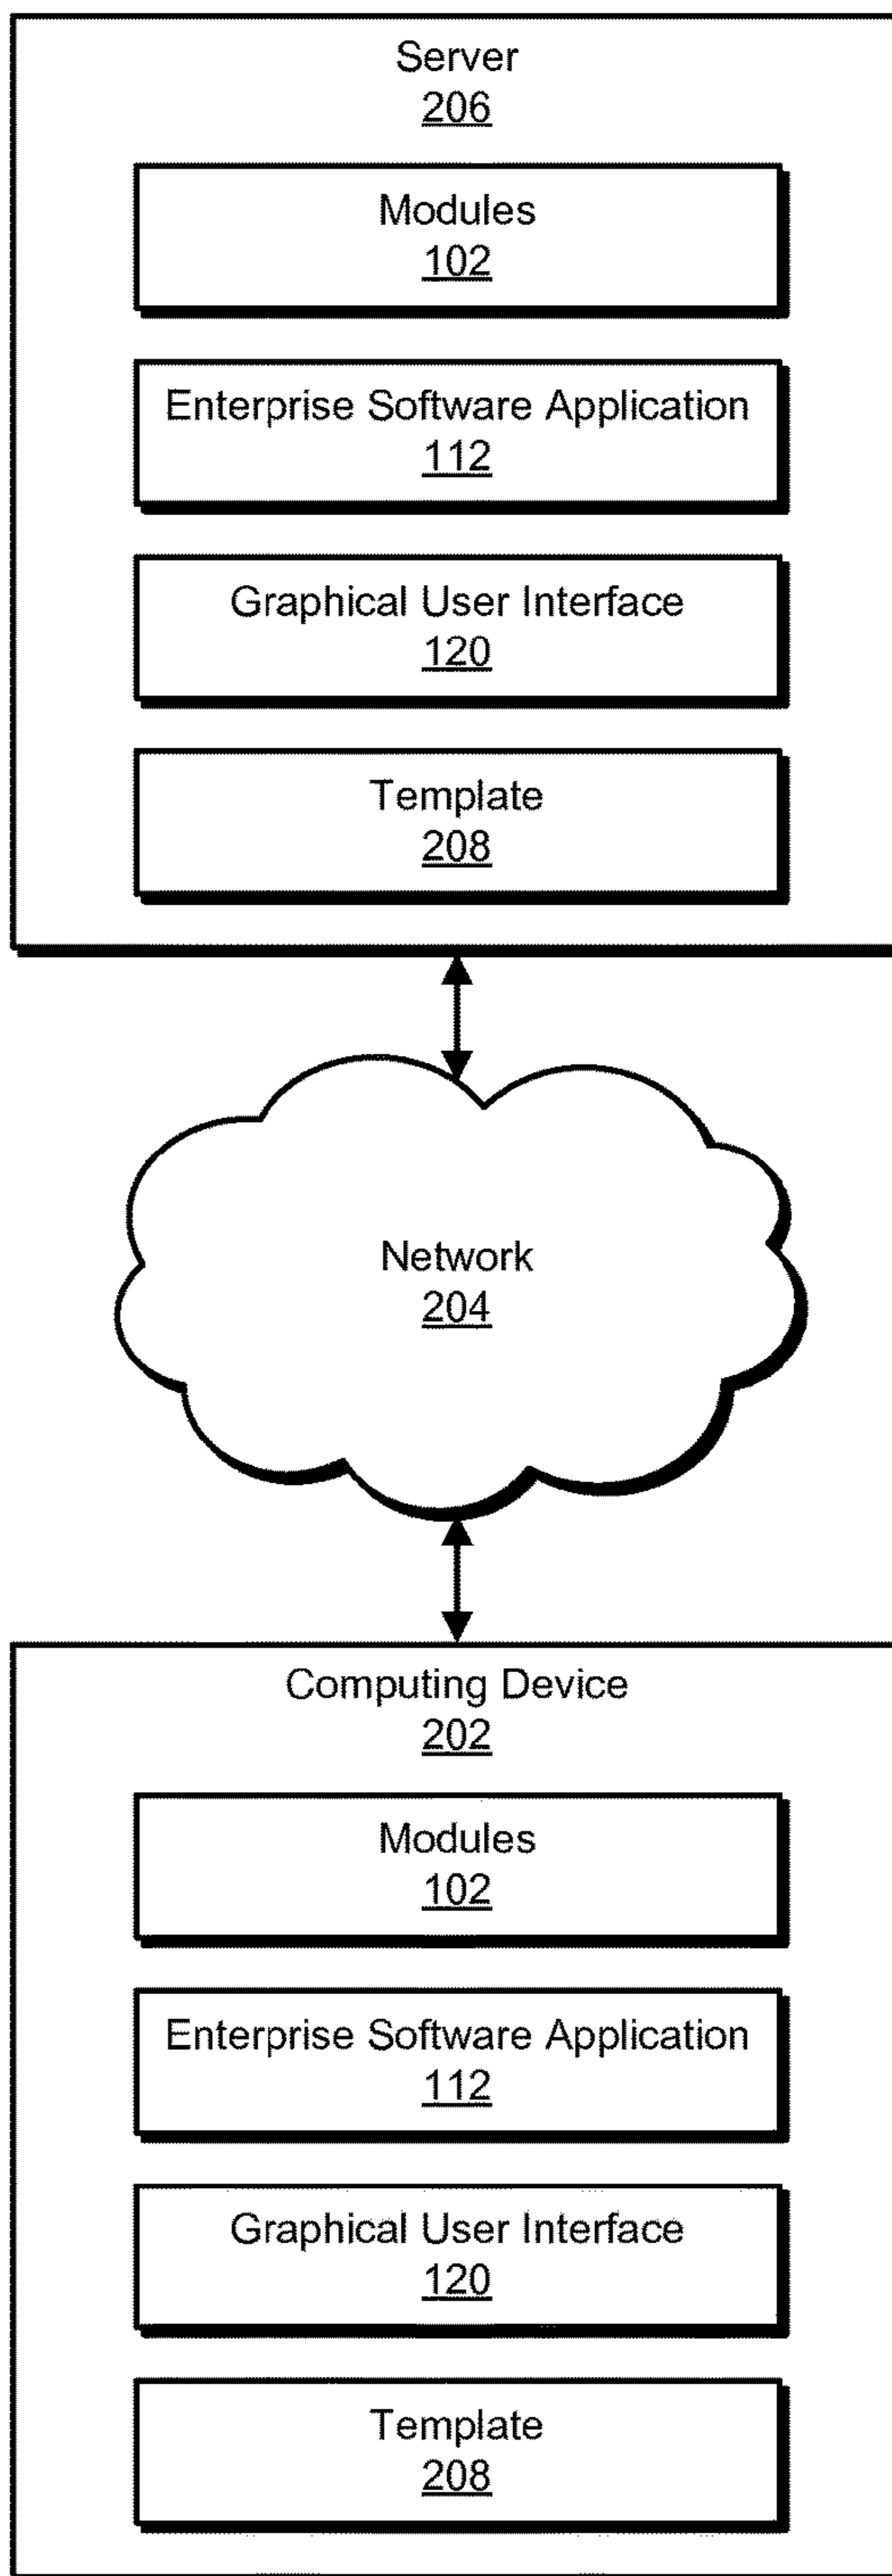 Server
206
Modules
102
Enterprise Software Application
112
Graphical User Interface
120
Template
208
Network
204
Computing Device
202
Modules
102
Enterprise Software Application
112
Graphical User Interface
120
Template
208